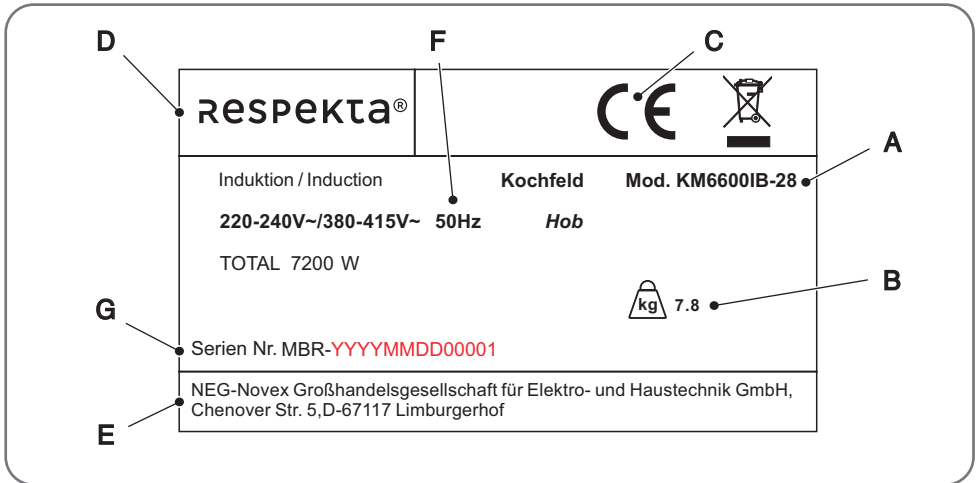 D
F
C
Respekta®
CE
A
Induktion / Induction Kochfeld Mod. KM6600IB-28
220-240V~/380-415V~ 50Hz Hob
TOTAL 7200 W
B
kg 7.8
G
Serien Nr. MBR-YYYYMMDD00001
NEG-Novex Großhandelsgesellschaft für Elektro- und Haustechnik GmbH,
Chenover Str. 5,D-67117 Limburgerhof
E